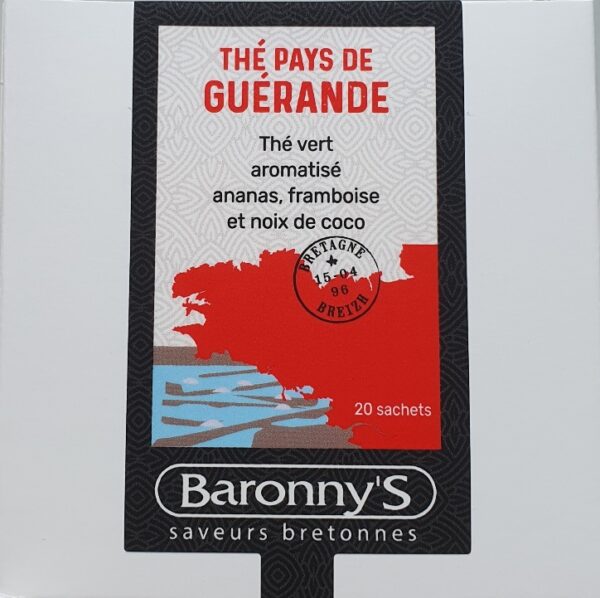 THÉ PAYS DE
GUÉRANDE
Thé vert
aromatisé
ananas, framboise
et noix de coco
BRETAGNE
15-04
96
BREIZH
20 sachets
Baronny'S
saveurs bretonnes